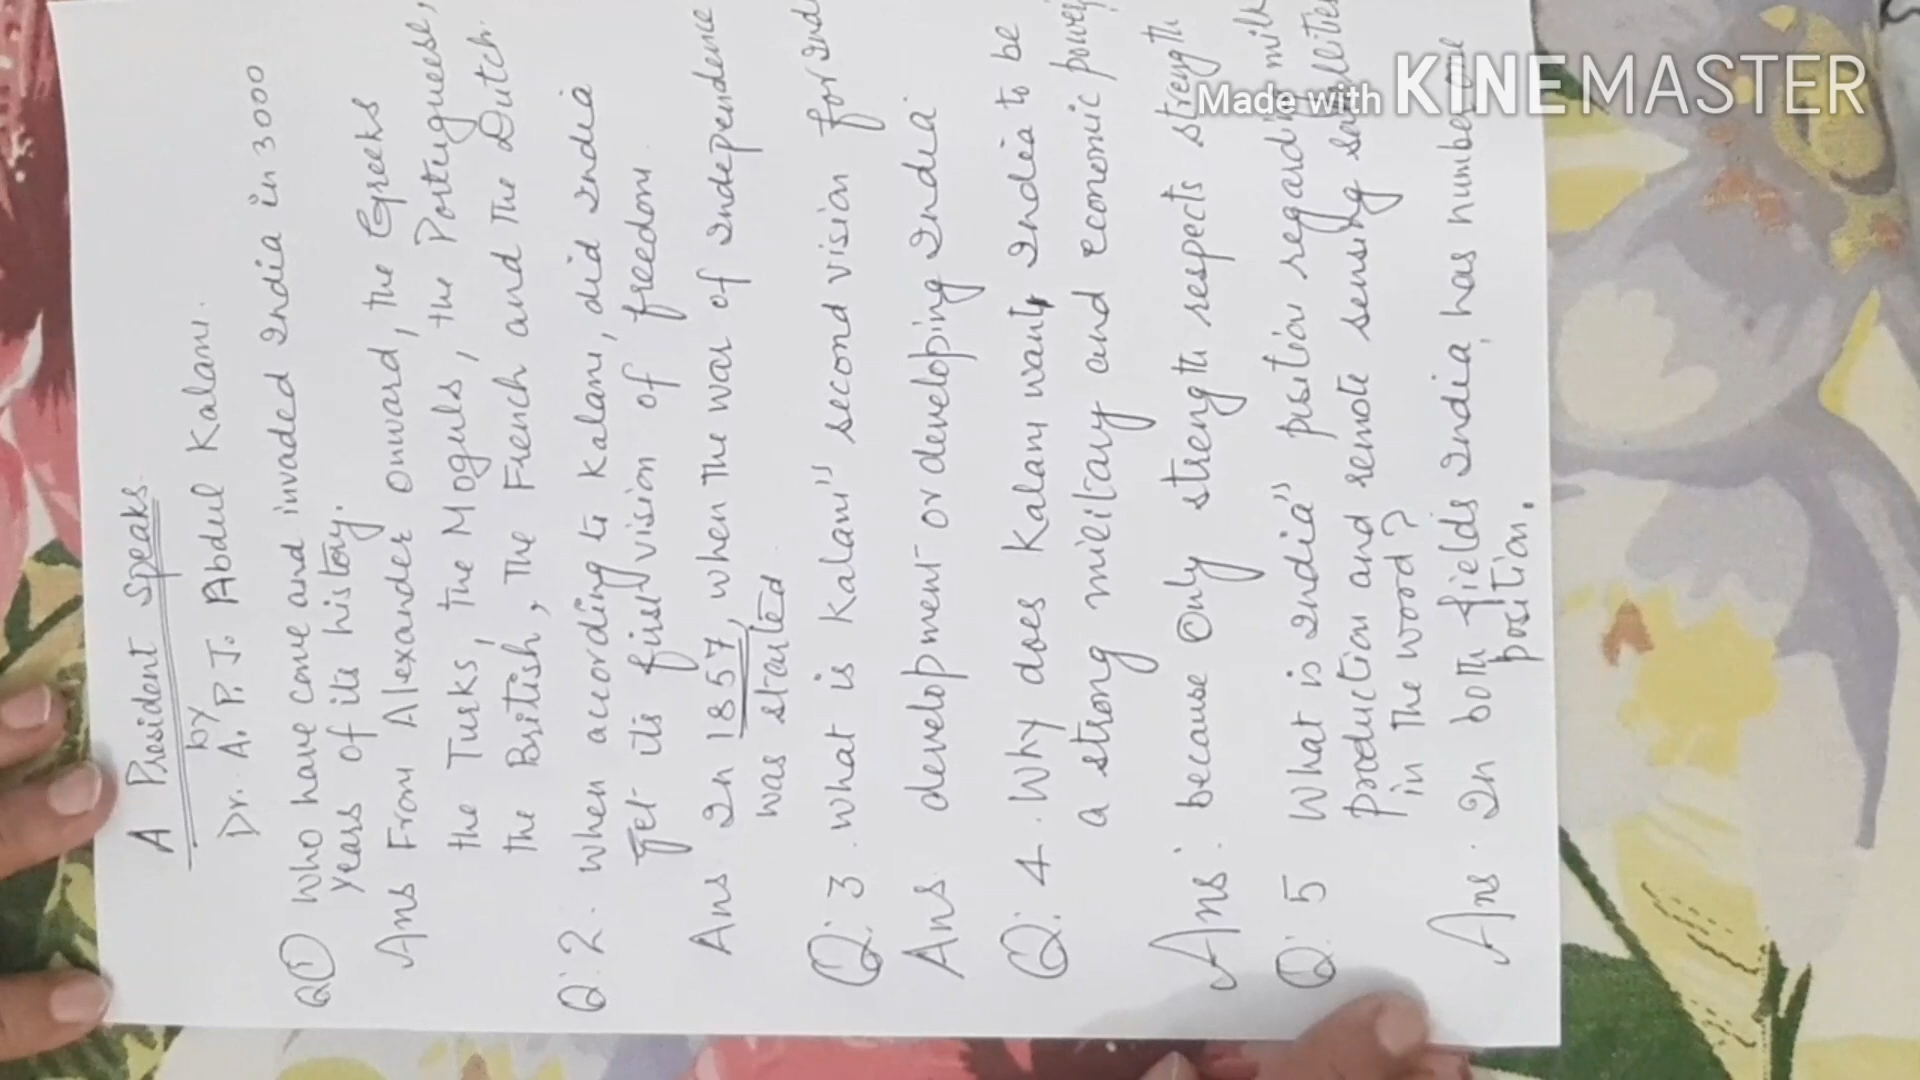 A President Speaks
by
Dr. A. P. J. Abdul Kalam.
Q① Who have come and invaded India in 3000
years of its history.
Ans From Alexander onward, the Greeks
the Turks, the Moguls, the Portugueese,
the British, The French and The Dutch.
Q: 2. When according to Kalam, did India
get its first vision of freedom.
Ans In 1857, when The war of Independence
was started
Q: 3. What is Kalam's second vision for Ind
Ans development or developing India
Q: 4. Why does Kalam wants India to be
a strong military and economic power
Ans: because Only strength respects strength
Q: 5 What is India's position regarding milk
production and remote sensing satellites
in The word?
Ans. In both fields India, has number one
position.
Made with KINEMASTER